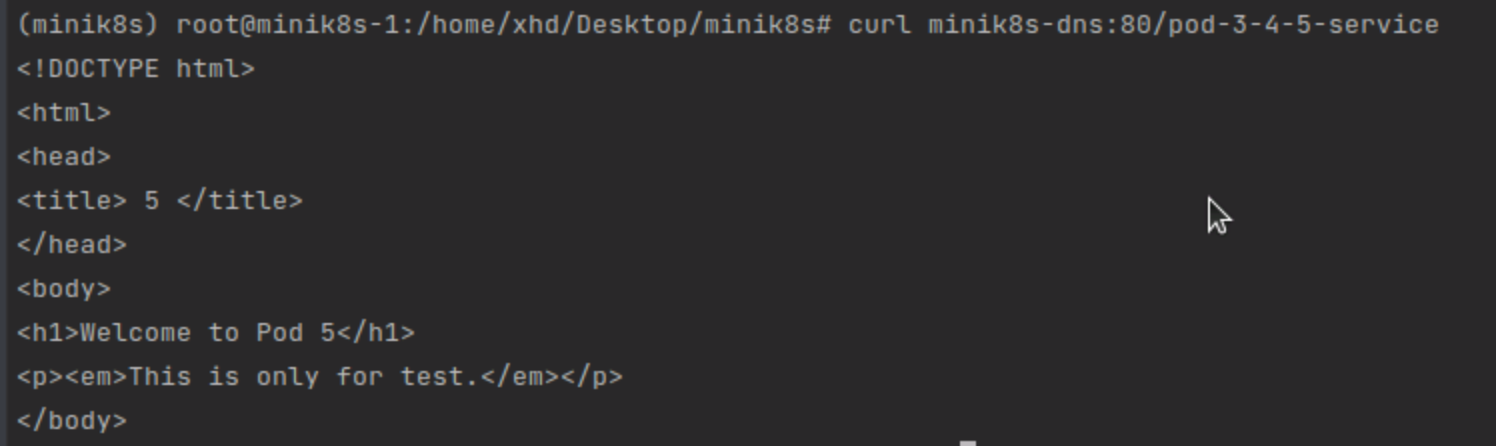 (minik8s) root@minik8s-1:/home/xhd/Desktop/minik8s# curl minik8s-dns:80/pod-3-4-5-service
<!DOCTYPE html>
<html>
<head>
<title> 5 </title>
</head>
<body>
<h1>Welcome to Pod 5</h1>
<p><em>This is only for test.</em></p>
</body>